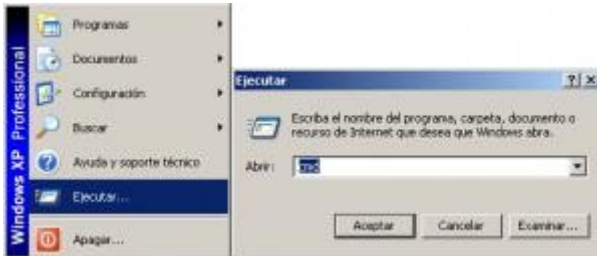 Windows XP Professional
Programas
Documentos
Configuración
Buscar
Ayuda y soporte técnico
Ejecutar...
Apagar...
Ejecutar
Escriba el nombre del programa, carpeta, documento o
recurso de Internet que desea que Windows abra.
Abrir: cmd
Aceptar Cancelar Examinar...